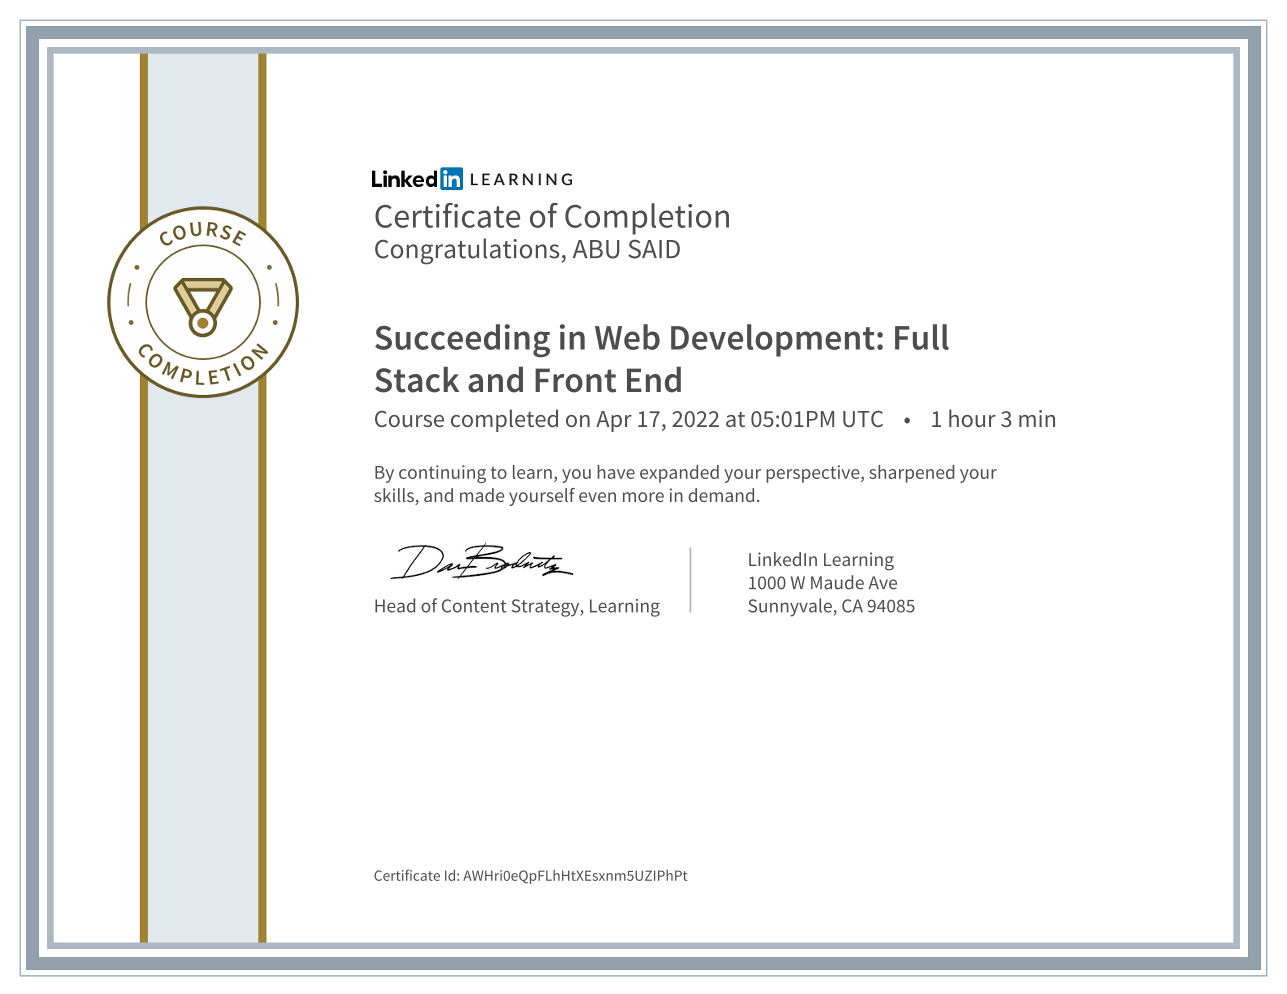 COURSE
COMPLETION
Linked in LEARNING
Certificate of Completion
Congratulations, ABU SAID
Succeeding in Web Development: Full
Stack and Front End
Course completed on Apr 17, 2022 at 05:01PM UTC • 1 hour 3 min
By continuing to learn, you have expanded your perspective, sharpened your
skills, and made yourself even more in demand.
Dan Brodnitz
Head of Content Strategy, Learning
LinkedIn Learning
1000 W Maude Ave
Sunnyvale, CA 94085
Certificate Id: AWHri0eQpFLhHtXEsxnm5UZIPhPt